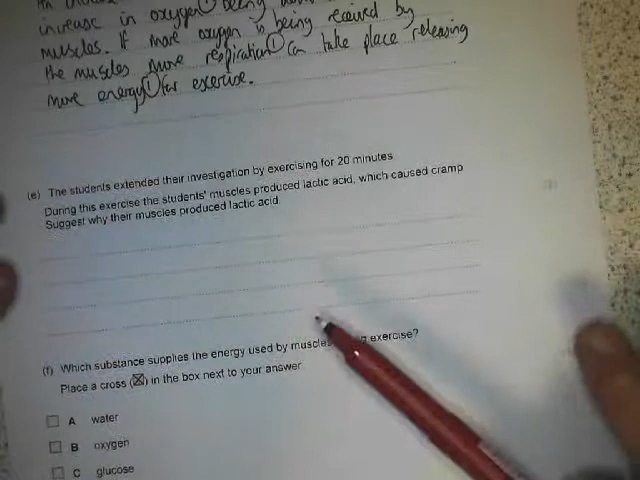 increase in oxygen① being
muscles. If more oxygen is being received by
the muscles more respiration① can take place releasing
more energy① for exercise.
(e) The students extended their investigation by exercising for 20 minutes.
During this exercise the students' muscles produced lactic acid, which caused cramp
Suggest why their muscles produced lactic acid.
(f) Which substance supplies the energy used by muscles exercise?
Place a cross (☒) in the box next to your answer
A water
B oxygen
C glucose